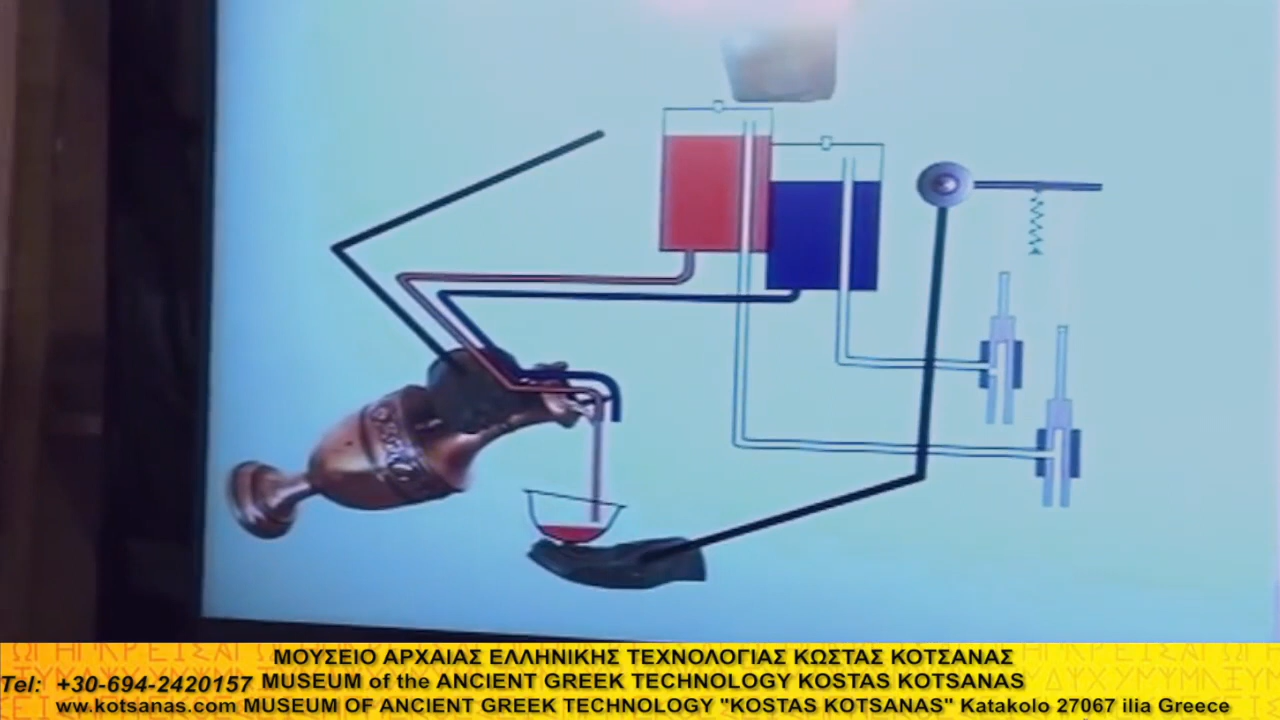 ΜΟΥΣΕΙΟ ΑΡΧΑΙΑΣ ΕΛΛΗΝΙΚΗΣ ΤΕΧΝΟΛΟΓΙΑΣ ΚΩΣΤΑΣ ΚΟΤΣΑΝΑΣ
Tel: +30-694-2420157 MUSEUM of the ANCIENT GREEK TECHNOLOGY KOSTAS KOTSANAS
www.kotsanas.com MUSEUM OF ANCIENT GREEK TECHNOLOGY "KOSTAS KOTSANAS" Katakolo 27067 ilia Greece